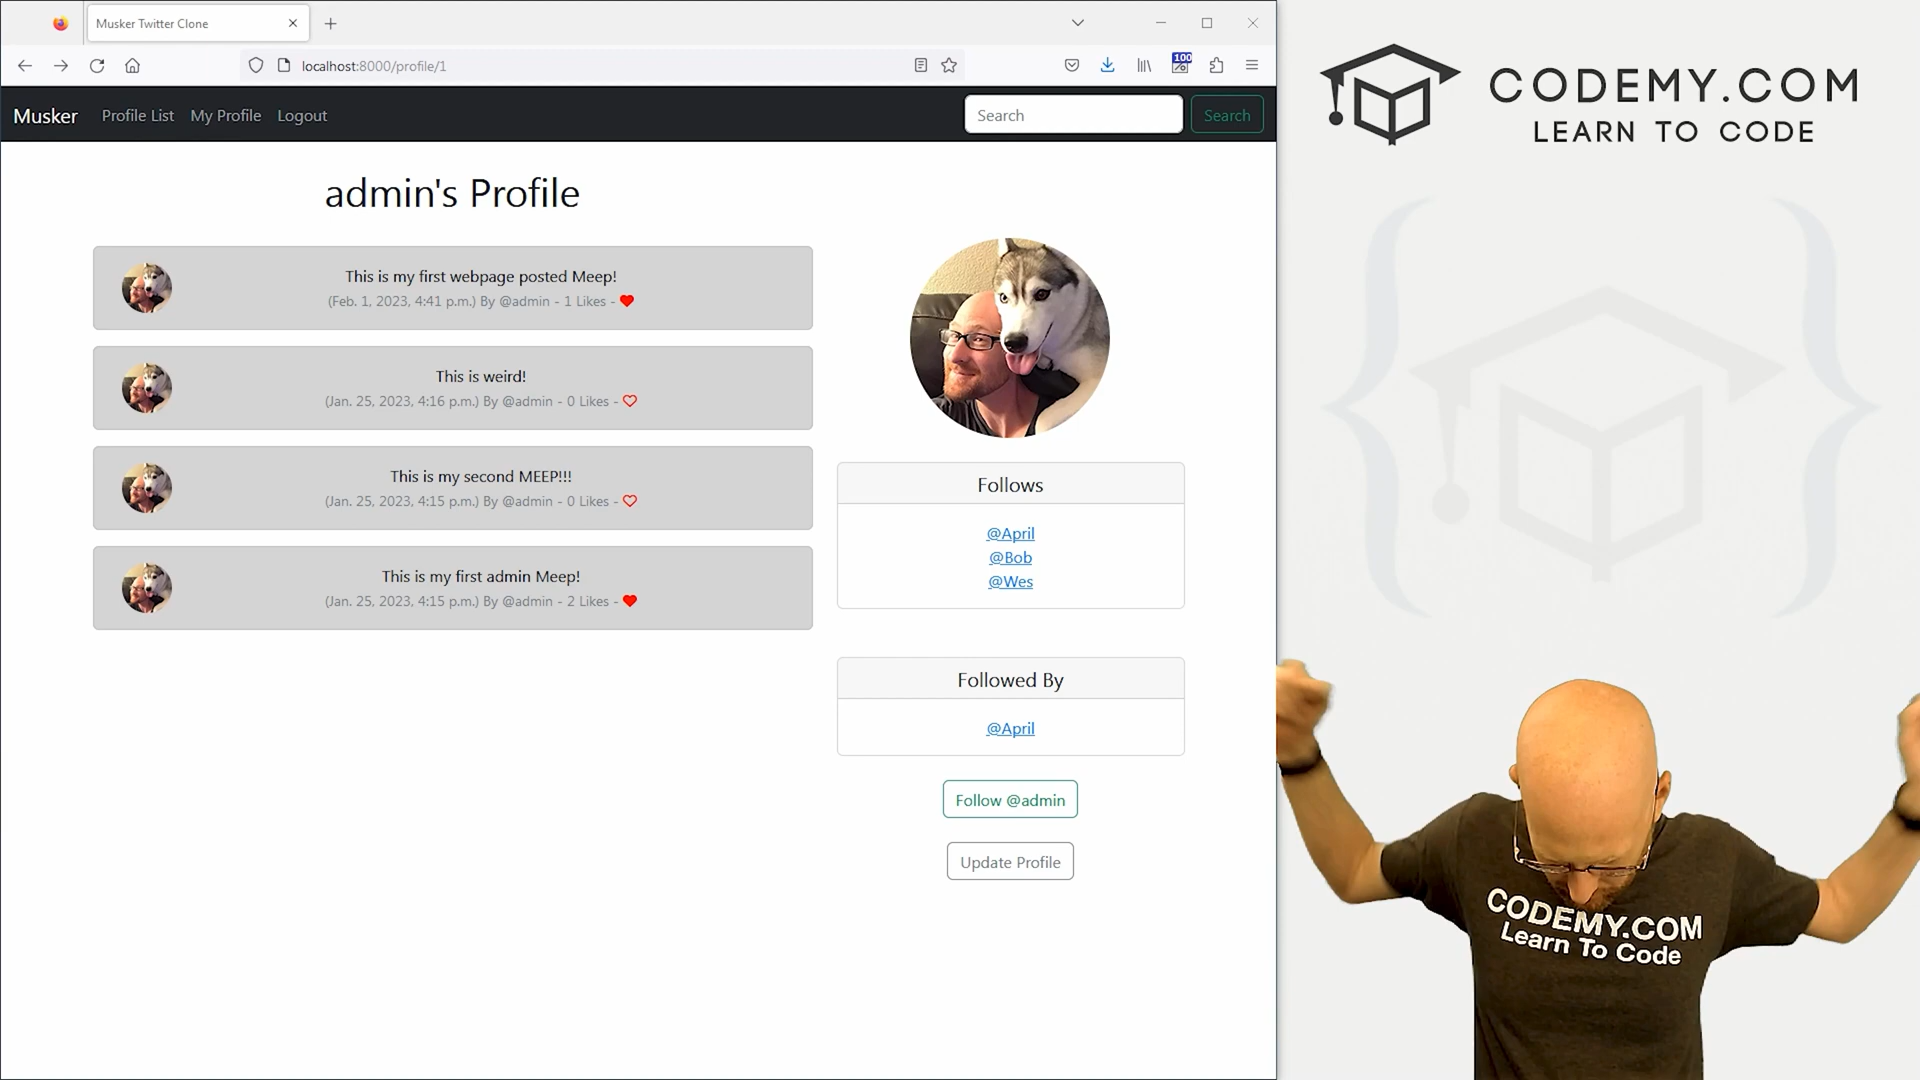 Musker Twitter Clone
localhost:8000/profile/1
100
Musker Profile List My Profile Logout Search Search
admin's Profile
This is my first webpage posted Meep!
(Feb. 1, 2023, 4:41 p.m.) By @admin - 1 Likes -
This is weird!
(Jan. 25, 2023, 4:16 p.m.) By @admin - 0 Likes -
This is my second MEEP!!!
(Jan. 25, 2023, 4:15 p.m.) By @admin - 0 Likes -
This is my first admin Meep!
(Jan. 25, 2023, 4:15 p.m.) By @admin - 2 Likes -
Follows
@April
@Bob
@Wes
Followed By
@April
Follow @admin
Update Profile
CODEMY.COM
LEARN TO CODE
CODEMY.COM
Learn To Code